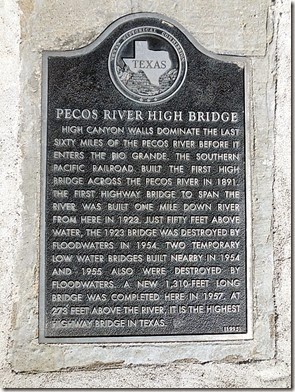 TEXAS HISTORICAL COMMISSION
TEXAS
PECOS RIVER HIGH BRIDGE
HIGH CANYON WALLS DOMINATE THE LAST
SIXTY MILES OF THE PECOS RIVER BEFORE IT
ENTERS THE RIO GRANDE. THE SOUTHERN
PACIFIC RAILROAD BUILT THE FIRST HIGH
BRIDGE ACROSS THE PECOS RIVER IN 1891.
THE FIRST HIGHWAY BRIDGE TO SPAN THE
RIVER WAS BUILT ONE MILE DOWN RIVER
FROM HERE IN 1923. JUST FIFTY FEET ABOVE
WATER, THE 1923 BRIDGE WAS DESTROYED BY
FLOODWATERS IN 1954. TWO TEMPORARY
LOW WATER BRIDGES BUILT NEARBY IN 1954
AND 1955 ALSO WERE DESTROYED BY
FLOODWATERS. A NEW 1,310-FEET LONG
BRIDGE WAS COMPLETED HERE IN 1957. AT
273 FEET ABOVE THE RIVER, IT IS THE HIGHEST
HIGHWAY BRIDGE IN TEXAS.